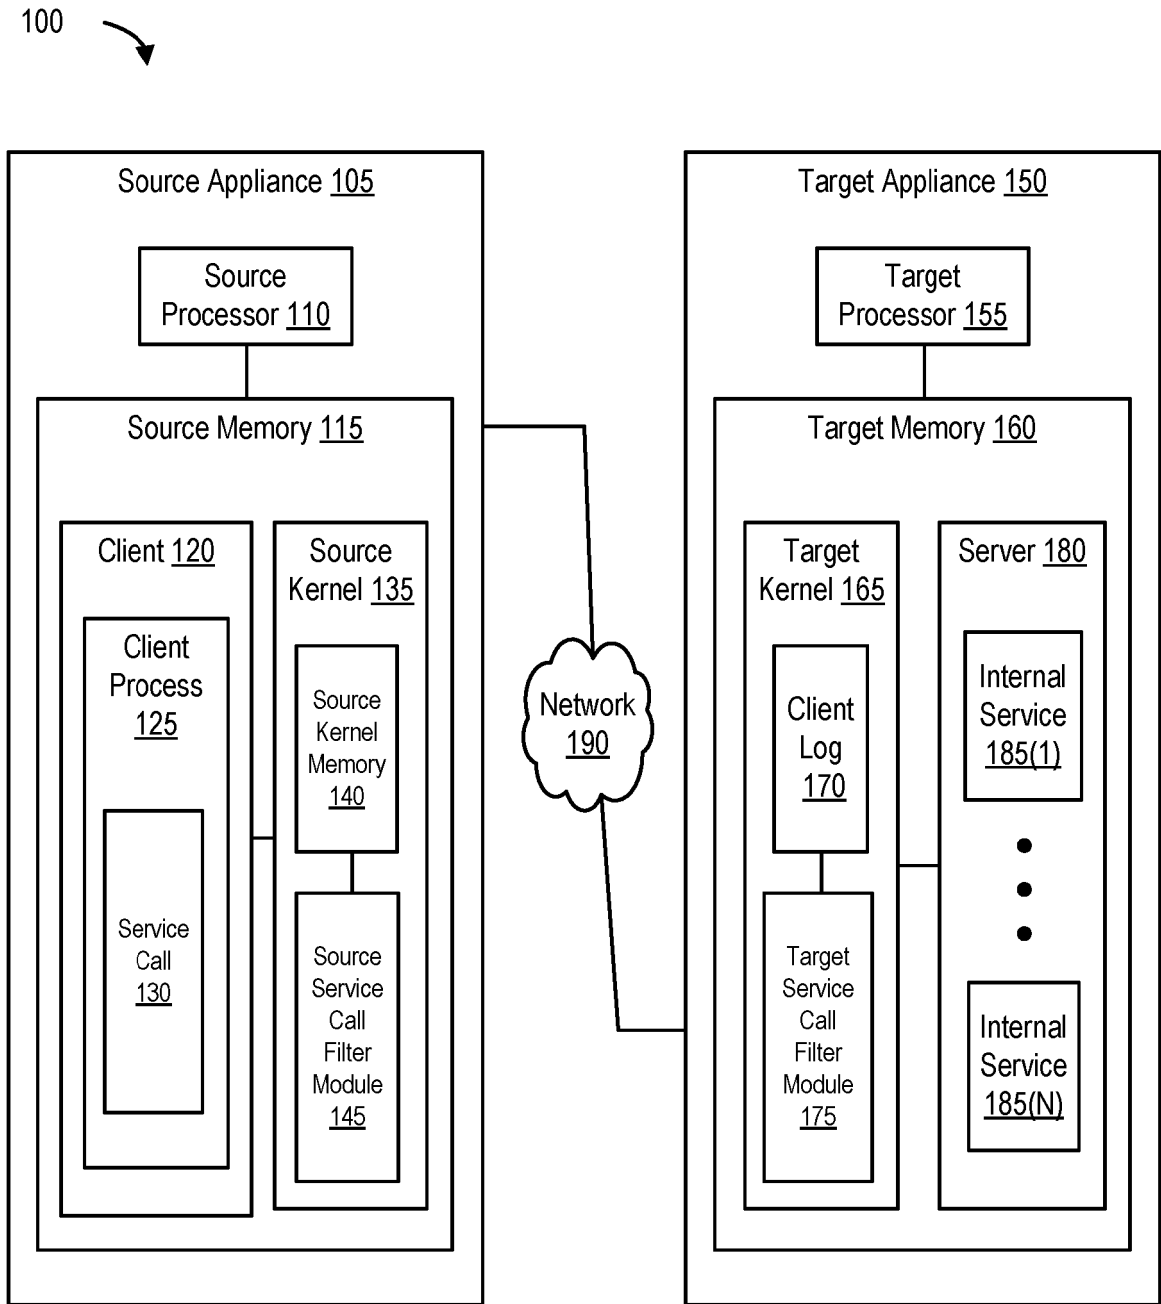 100
Source Appliance 105
Source
Processor 110
Source Memory 115
Client 120
Client
Process
125
Service
Call
130
Source
Kernel 135
Source
Kernel
Memory
140
Source
Service
Call
Filter
Module
145
Network
190
Target Appliance 150
Target
Processor 155
Target Memory 160
Target
Kernel 165
Client
Log
170
Target
Service
Call
Filter
Module
175
Server 180
Internal
Service
185(1)
Internal
Service
185(N)